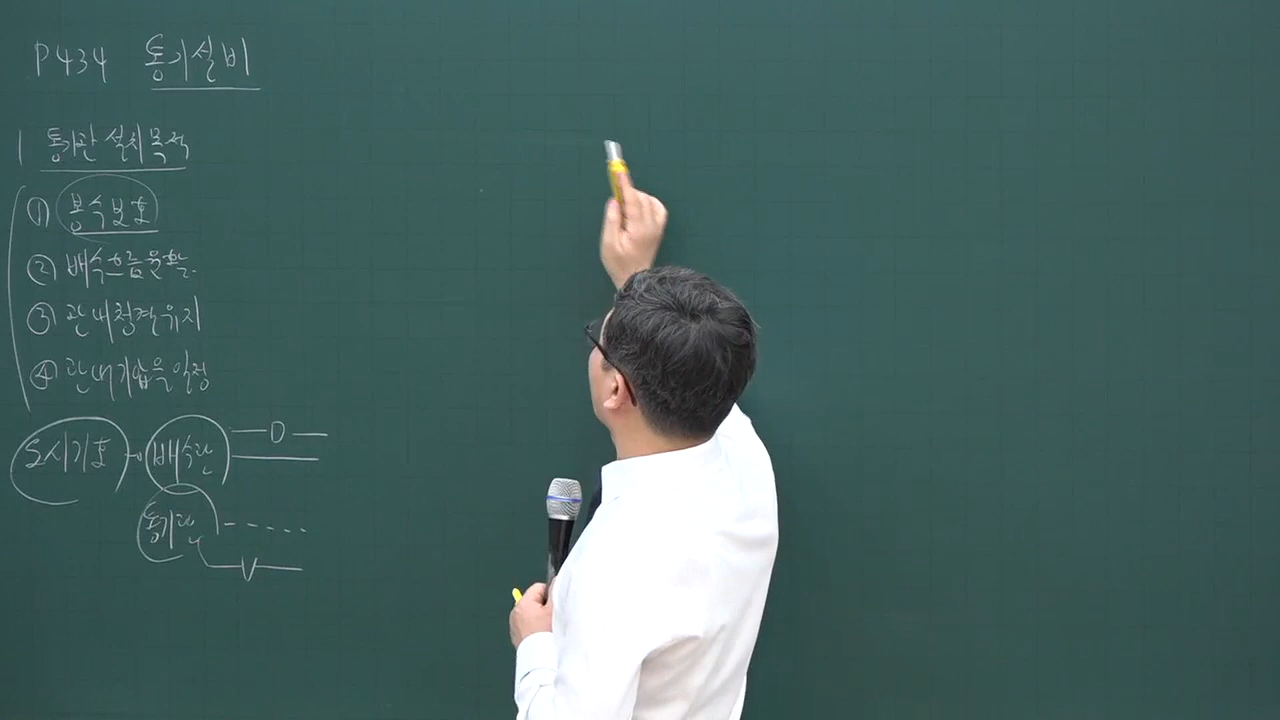 P434 통기설비
1 통기관 설치목적
① 봉수보호
② 배수흐름원활.
③ 관내청결유지
④ 관내기압을일정
도시기호 → 배수관 —D—
통기관 - - - - -
—V—